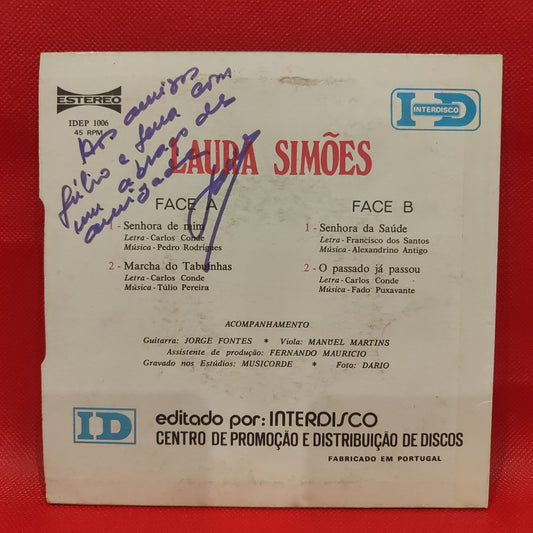 ESTEREO
IDEP 1006
45 RPM
INTERDISCO
Aos amigos
Júlio e Lena com
um abraço de
amizade
LAURA SIMÕES
FACE A
1 - Senhora de mim
Letra - Carlos Conde
Música - Pedro Rodrigues
2 - Marcha do Tabuinhas
Letra - Carlos Conde
Música - Túlio Pereira
FACE B
1 - Senhora da Saúde
Letra - Francisco dos Santos
Música - Alexandrino Antigo
2 - O passado já passou
Letra - Carlos Conde
Música - Fado Puxavante
ACOMPANHAMENTO
Guitarra: JORGE FONTES * Viola: MANUEL MARTINS
Assistente de produção: FERNANDO MAURICIO
Gravado nos Estúdios: MUSICORDE * Foto: DARIO
ID
editado por: INTERDISCO
CENTRO DE PROMOÇÃO E DISTRIBUIÇÃO DE DISCOS
FABRICADO EM PORTUGAL